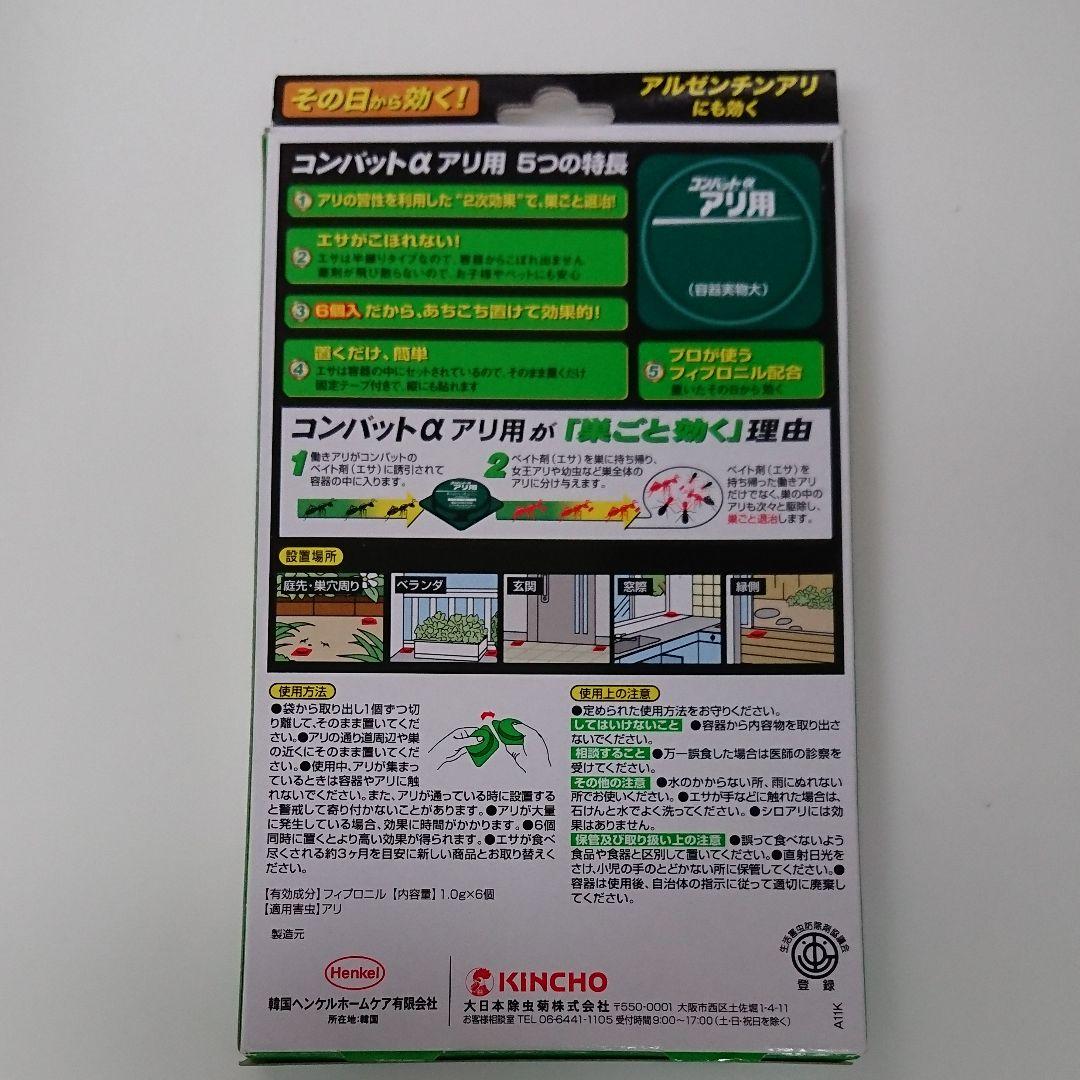 その日から効く!
アルゼンチンアリ
にも効く
コンバットα アリ用 5つの特長
1 アリの習性を利用した"2次効果"で、巣ごと退治!
2 エサがこぼれない!
エサは半練りタイプなので、容器からこぼれ出ません
薬剤が飛び散らないので、お子様やペットにも安心
3 6個入だから、あちこち置けて効果的!
4 置くだけ、簡単
エサは容器の中にセットされているので、そのまま置くだけ
固定テープ付きで、縦にも貼れます
コンバットα
アリ用
(容器実物大)
5 プロが使う
フィプロニル配合
置いたその日から効く
コンバットα アリ用が「巣ごと効く」理由
1 働きアリがコンバットの
ベイト剤(エサ)に誘引されて
容器の中に入ります。
アリ用
2 ベイト剤(エサ)を巣に持ち帰り、
女王アリや幼虫など巣全体の
アリに分け与えます。
ベイト剤(エサ)を
持ち帰った働きアリ
だけでなく、巣の中の
アリも次々と駆除し、
巣ごと退治します。
設置場所
庭先・巣穴周り
ベランダ
玄関
窓際
縁側
使用方法
●袋から取り出し1個ずつ切
り離して、そのまま置いてくだ
さい。●アリの通り道周辺や巣
の近くにそのまま置いてくだ
さい。●使用中、アリが集まっ
ているときは容器やアリに触
れないでください。また、アリが通っている時に設置する
と警戒して寄り付かないことがあります。●アリが大量
に発生している場合、効果に時間がかかります。●6個
同時に置くとより高い効果が得られます。●エサが食べ
尽くされる約3ヶ月を目安に新しい商品とお取り替えく
ださい。
【有効成分】フィプロニル 【内容量】1.0g×6個
【適用害虫】アリ
使用上の注意
●定められた使用方法をお守りください。
してはいけないこと ●容器から内容物を取り出さ
ないでください。
相談すること ●万一誤食した場合は医師の診察を
受けてください。
その他の注意 ●水のかからない所、雨にぬれない
所でお使いください。●エサが手などに触れた場合は、
石けんと水でよく洗ってください。●シロアリには効
果はありません。
保管及び取り扱い上の注意 ●誤って食べないよう
食品や食器と区別して置いてください。●直射日光を
さけ、小児の手のとどかない所に保管してください。●
容器は使用後、自治体の指示に従って適切に廃棄し
てください。
製造元
Henkel
韓国ヘンケルホームケア有限会社
所在地:韓国
KINCHO
大日本除虫菊株式会社 〒550-0001 大阪市西区土佐堀1-4-11
お客様相談室 TEL 06-6441-1105 受付時間 9:00~17:00(土・日・祝日を除く)
生活害虫防除剤協議会
登録
A11K